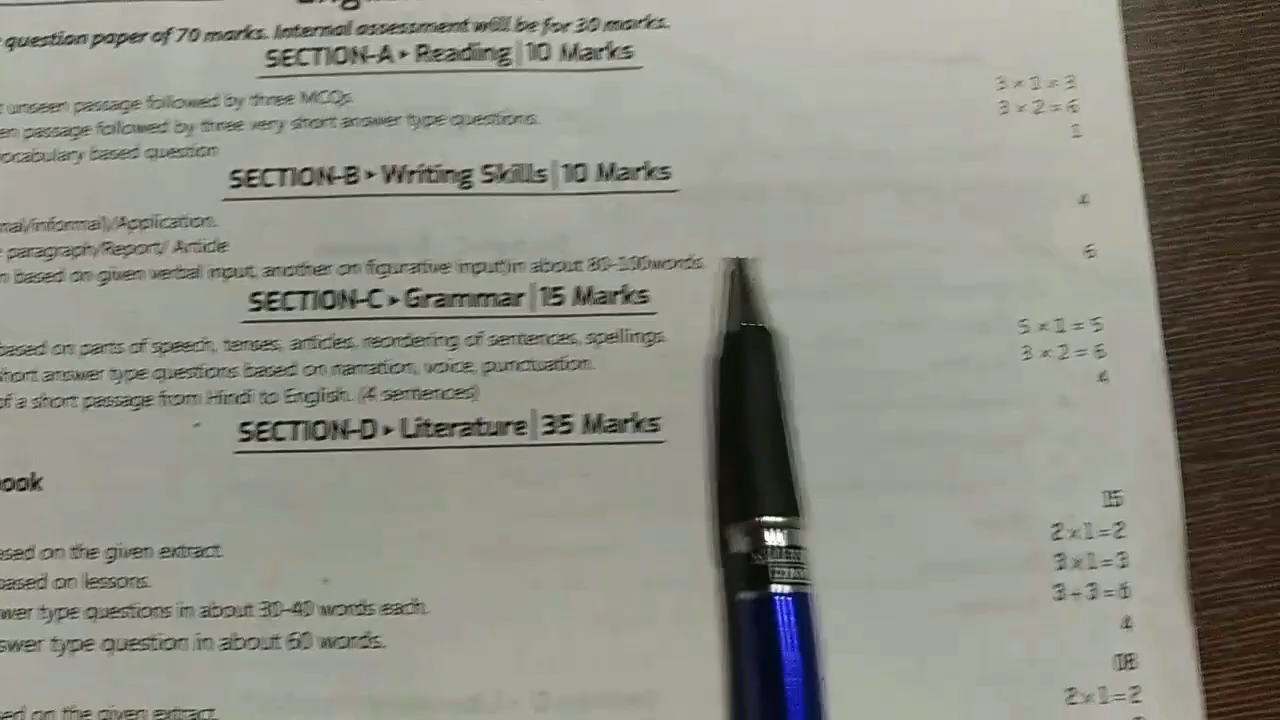 question paper of 70 marks. Internal assessment will be for 30 marks.
SECTION-A ▸ Reading | 10 Marks
unseen passage followed by three MCQs. 3 × 1 = 3
passage followed by three very short answer type questions. 3 × 2 = 6
vocabulary based question 1
SECTION-B ▸ Writing Skills | 10 Marks
/informal)/Application. 4
paragraph/Report/ Article
based on given verbal input, another on figurative input)in about 80-100words. 6
SECTION-C ▸ Grammar | 15 Marks
based on parts of speech, tenses, articles, reordering of sentences, spellings. 5 × 1 = 5
short answer type questions based on narration, voice, punctuation. 3 × 2 = 6
of a short passage from Hindi to English. (4 sentences) 4
SECTION-D ▸ Literature | 35 Marks
ook
15
ased on the given extract. 2×1=2
based on lessons. 3×1=3
wer type questions in about 30-40 words each. 3+3=6
swer type question in about 60 words. 4
08
ed on the given extract. 2×1=2